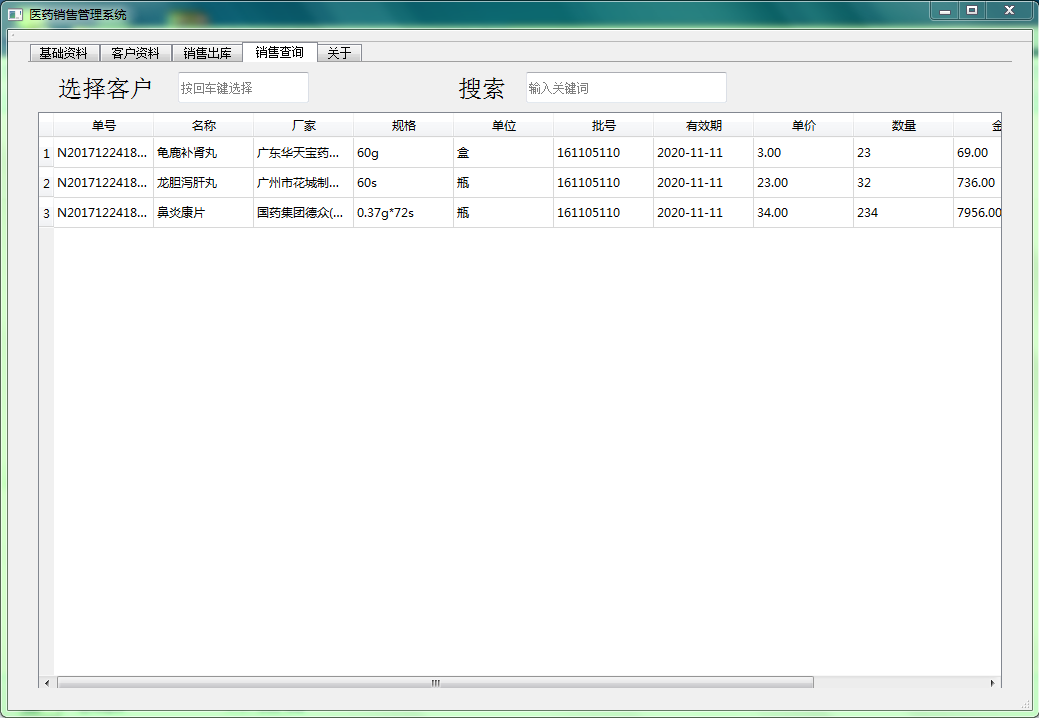 医药销售管理系统
基础资料 客户资料 销售出库 销售查询 关于
选择客户 按回车键选择 搜索 输入关键词
单号 名称 厂家 规格 单位 批号 有效期 单价 数量 金
1 N2017122418... 龟鹿补肾丸 广东华天宝药... 60g 盒 161105110 2020-11-11 3.00 23 69.00
2 N2017122418... 龙胆泻肝丸 广州市花城制... 60s 瓶 161105110 2020-11-11 23.00 32 736.00
3 N2017122418... 鼻炎康片 国药集团德众(... 0.37g*72s 瓶 161105110 2020-11-11 34.00 234 7956.00